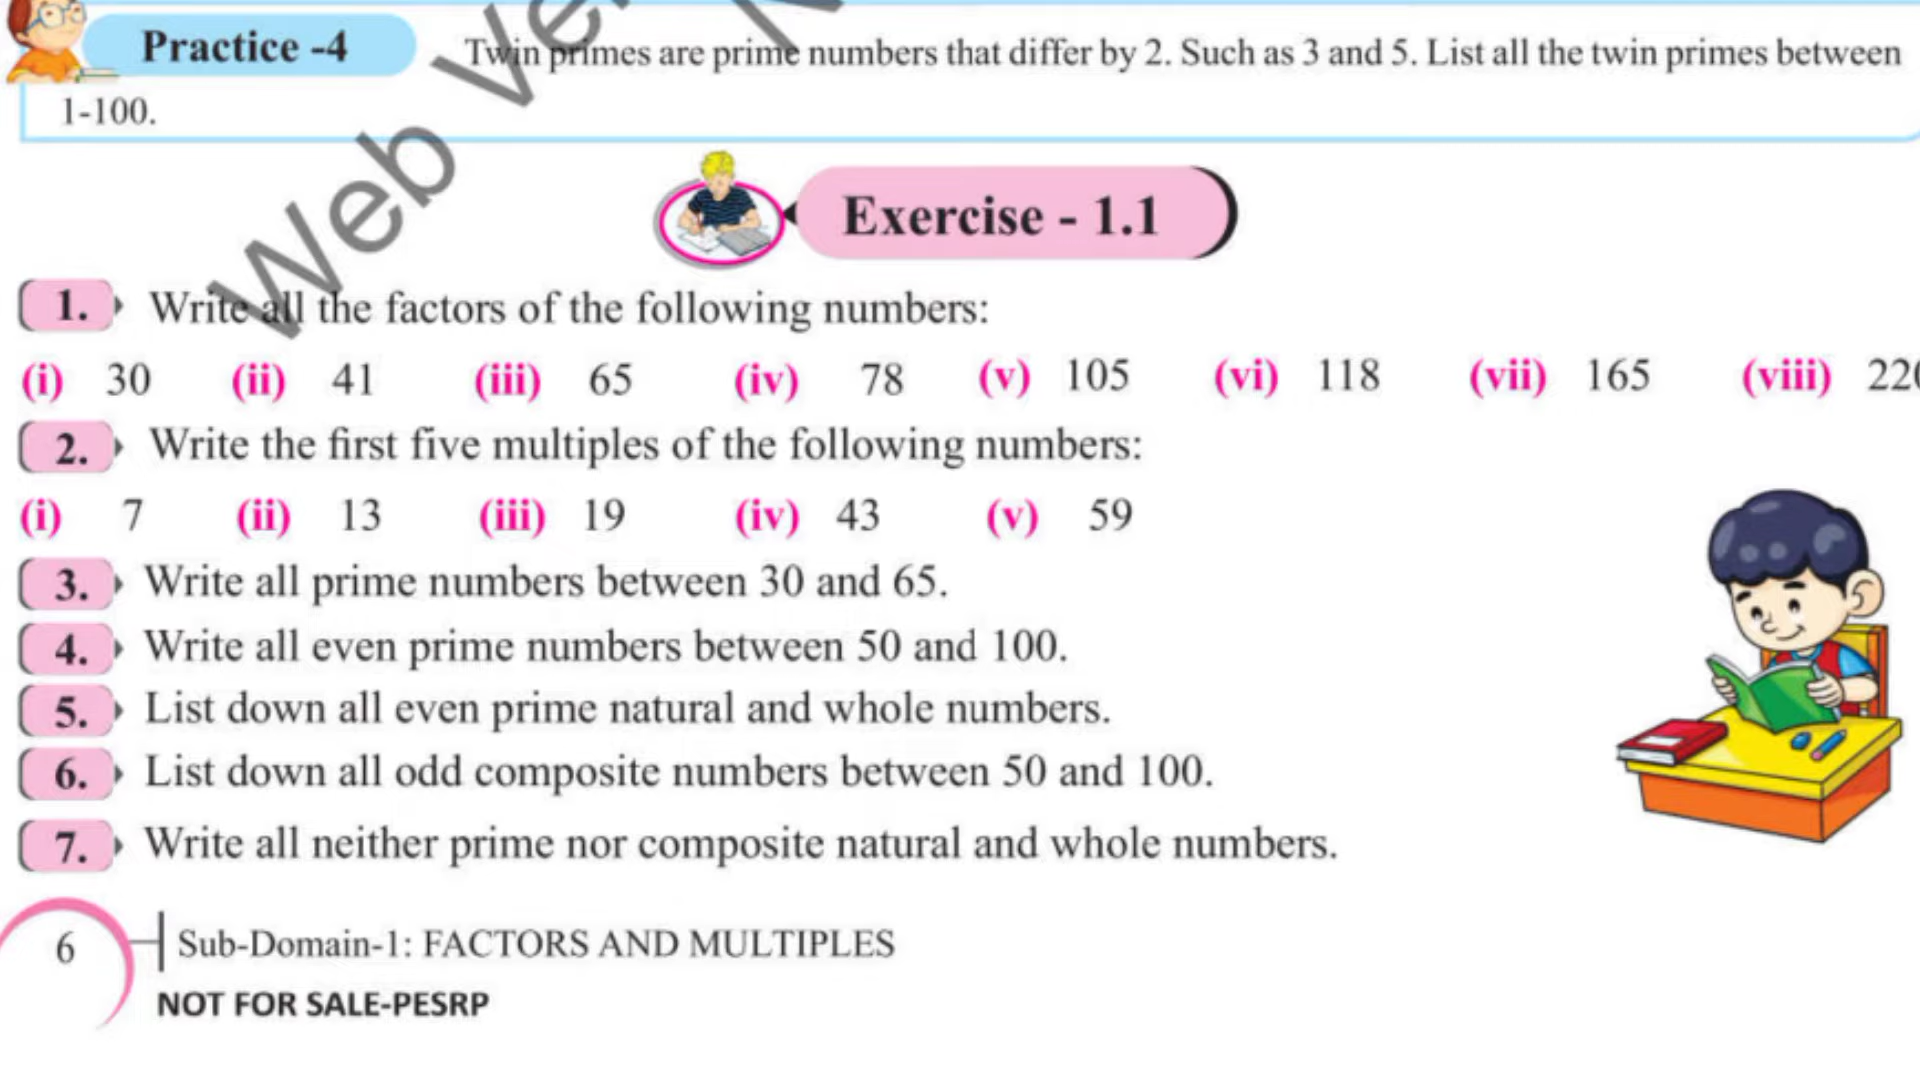 Practice -4 Twin primes are prime numbers that differ by 2. Such as 3 and 5. List all the twin primes between
1-100.
Web
Exercise - 1.1
1. Write all the factors of the following numbers:
(i) 30 (ii) 41 (iii) 65 (iv) 78 (v) 105 (vi) 118 (vii) 165 (viii) 220
2. Write the first five multiples of the following numbers:
(i) 7 (ii) 13 (iii) 19 (iv) 43 (v) 59
3. Write all prime numbers between 30 and 65.
4. Write all even prime numbers between 50 and 100.
5. List down all even prime natural and whole numbers.
6. List down all odd composite numbers between 50 and 100.
7. Write all neither prime nor composite natural and whole numbers.
6 Sub-Domain-1: FACTORS AND MULTIPLES
NOT FOR SALE-PESRP